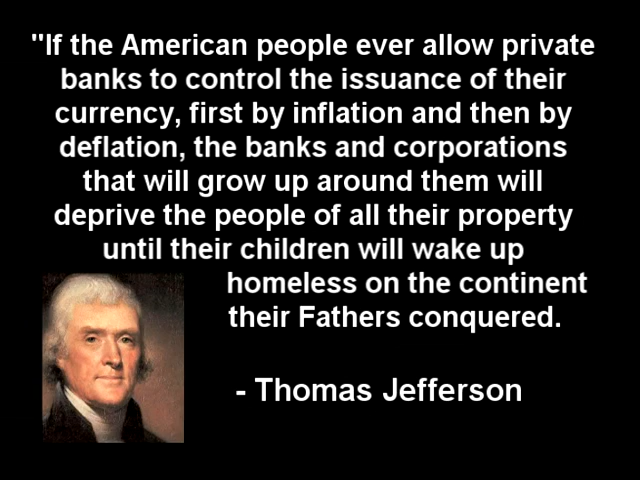 "If the American people ever allow private
banks to control the issuance of their
currency, first by inflation and then by
deflation, the banks and corporations
that will grow up around them will
deprive the people of all their property
until their children will wake up
homeless on the continent
their Fathers conquered.
- Thomas Jefferson